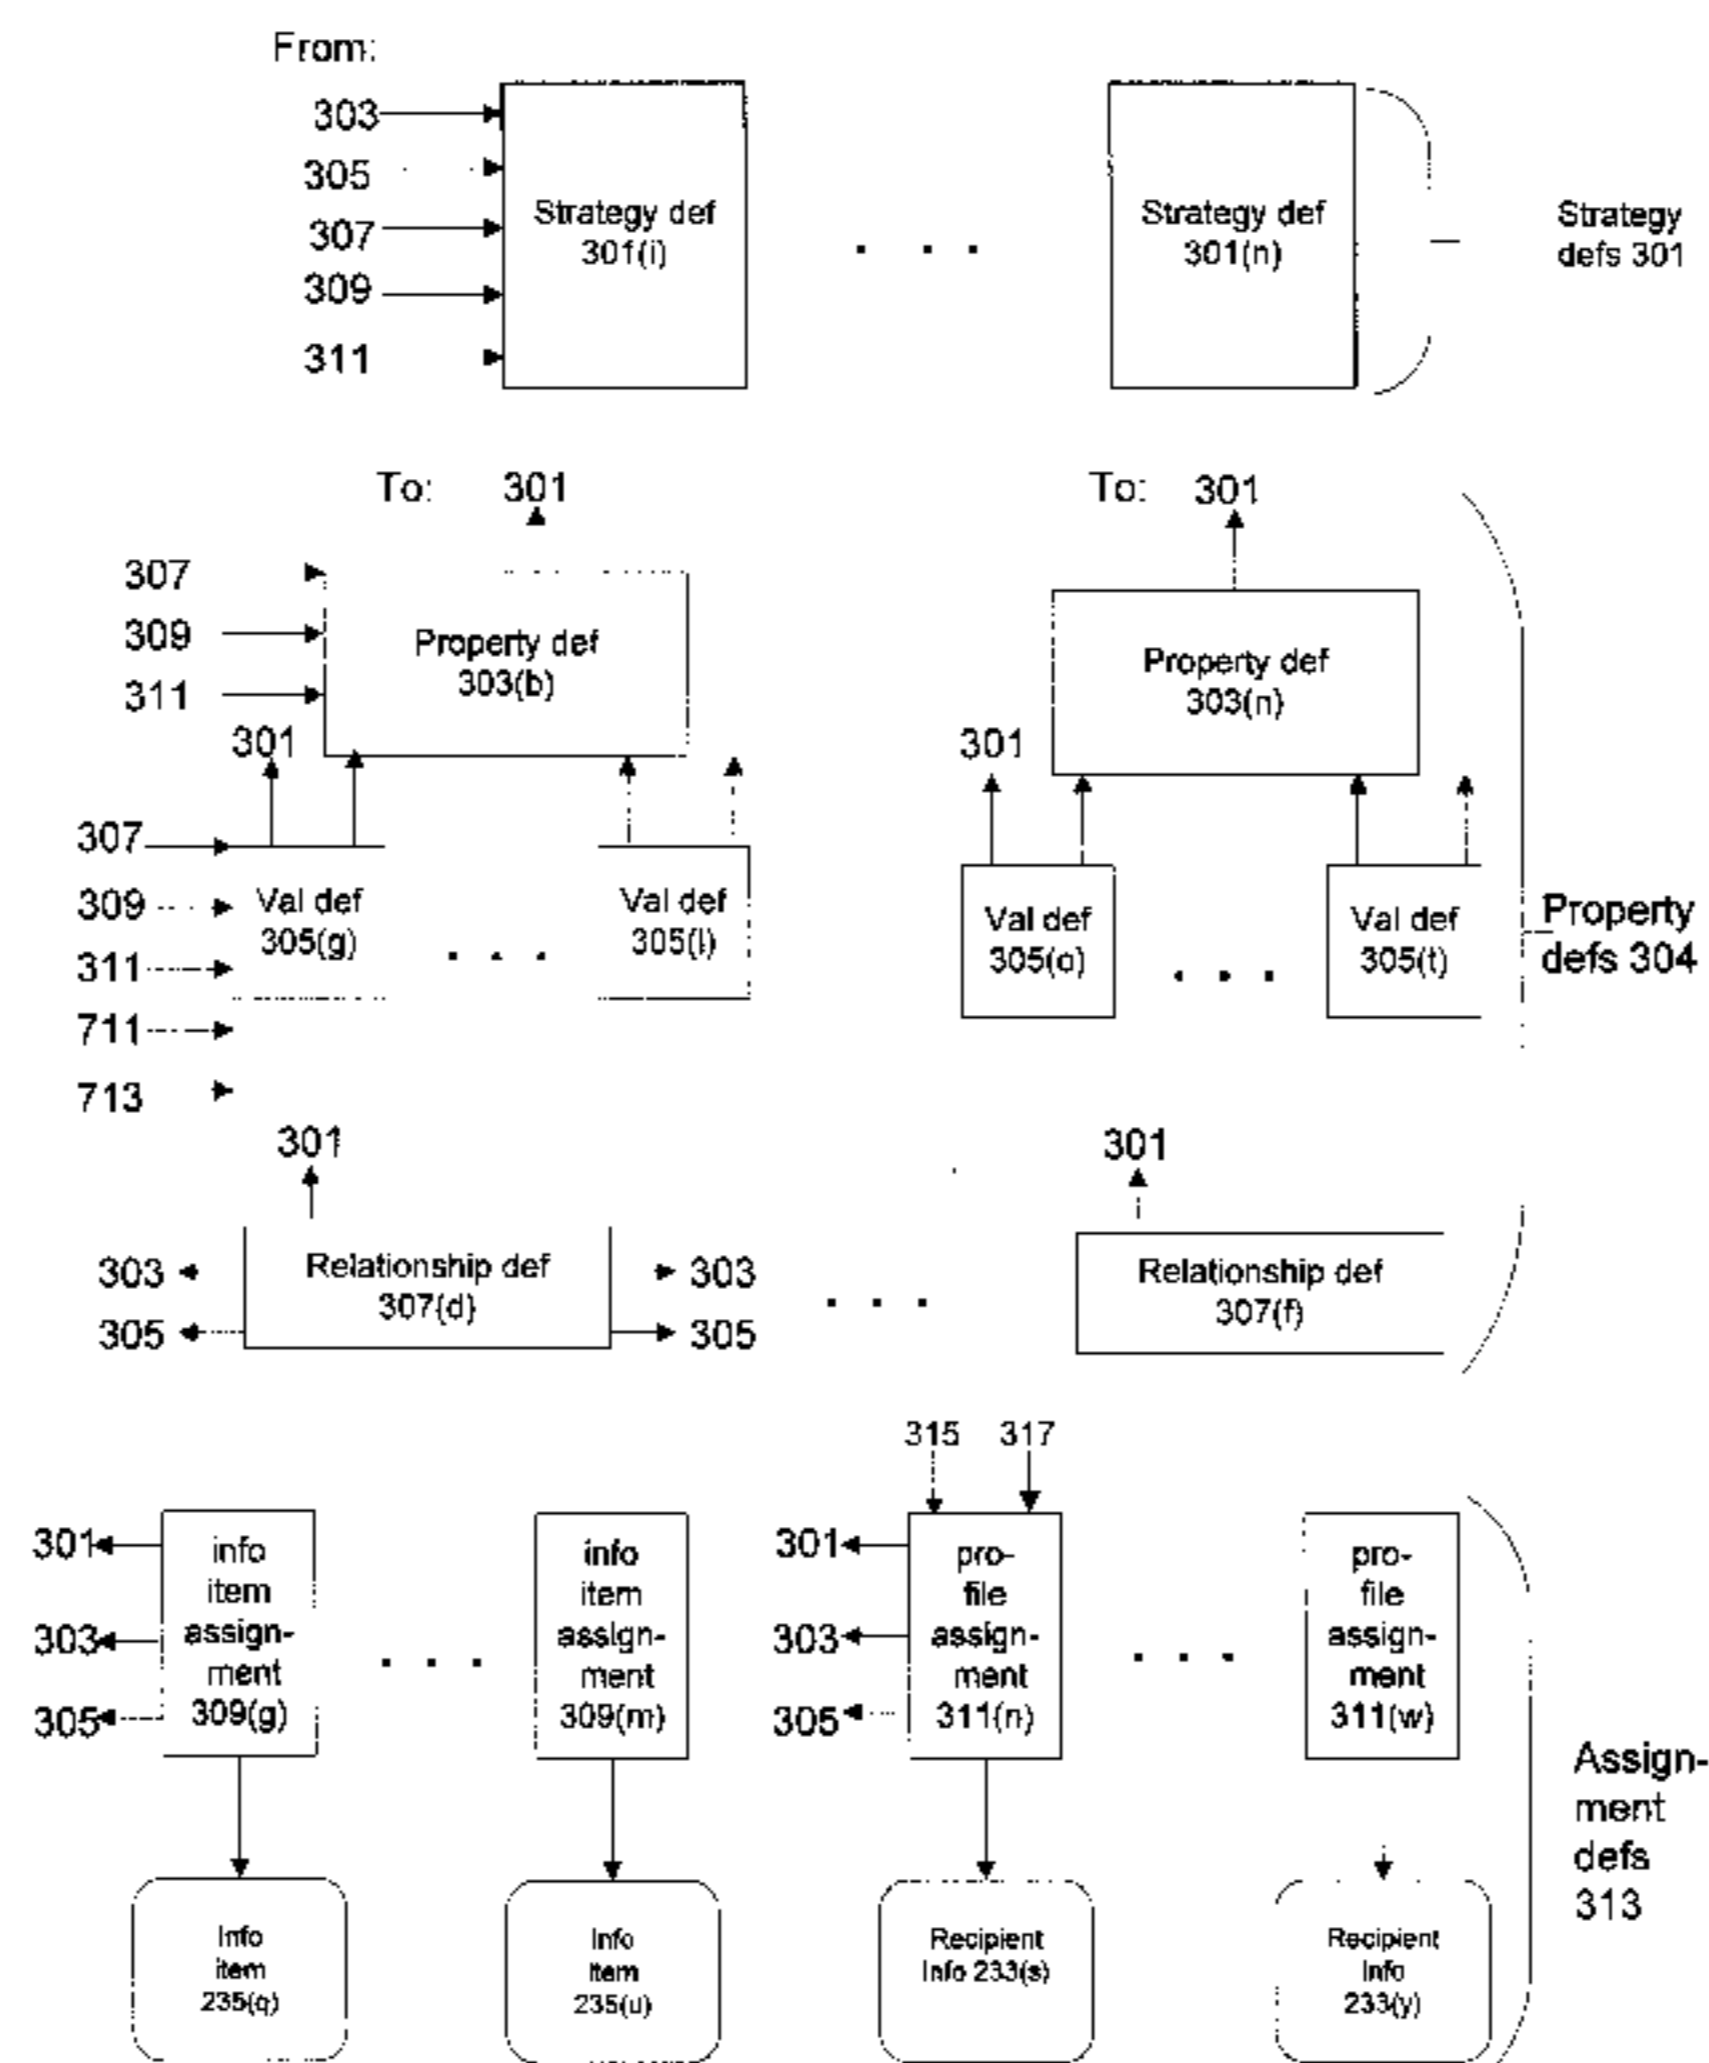 From:
303
305
307
309
311
Strategy def
301(i)
. . .
Strategy def
301(n)
Strategy
defs 301
To: 301
To: 301
307
309
311
Property def
303(b)
Property def
303(n)
301
301
307
309
311
711
713
Val def
305(g)
. . .
Val def
305(l)
Val def
305(o)
. . .
Val def
305(t)
Property
defs 304
301
301
303
305
Relationship def
307(d)
303
305
. . .
Relationship def
307(f)
315 317
301
303
305
info
item
assign-
ment
309(g)
. . .
info
item
assign-
ment
309(m)
301
303
305
pro-
file
assign-
ment
311(n)
. . .
pro-
file
assign-
ment
311(w)
Assign-
ment
defs
313
Info
item
235(q)
Info
Item
235(u)
Recipient
Info 233(s)
Recipient
Info
233(y)